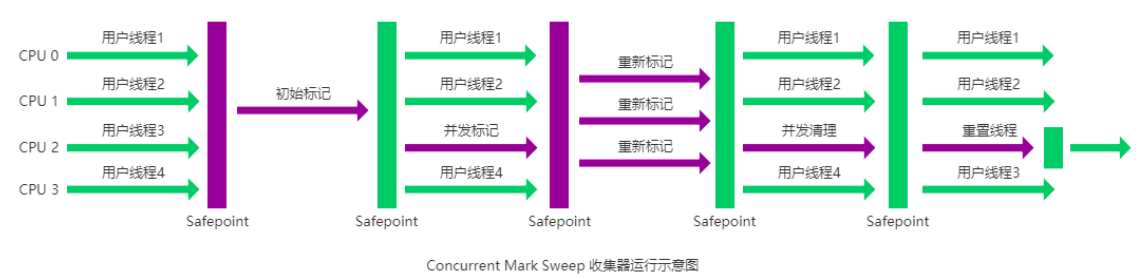 CPU 0 用户线程1 用户线程1 重新标记 用户线程1 用户线程1
CPU 1 用户线程2 初始标记 用户线程2 重新标记 用户线程2 用户线程2
CPU 2 用户线程3 并发标记 重新标记 并发清理 重置线程
CPU 3 用户线程4 用户线程4 用户线程4 用户线程3
Safepoint Safepoint Safepoint Safepoint Safepoint
Concurrent Mark Sweep 收集器运行示意图